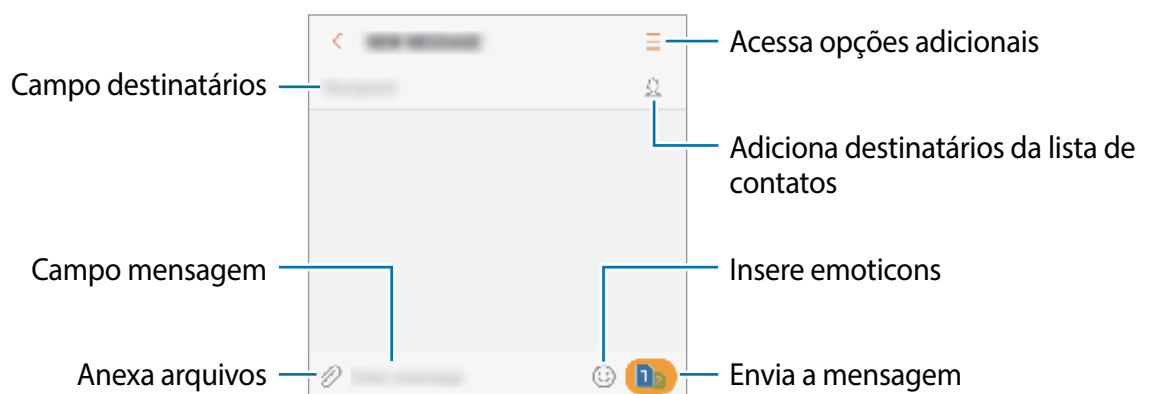 Acessa opções adicionais
Campo destinatários
Adiciona destinatários da lista de
contatos
Campo mensagem
Insere emoticons
Anexa arquivos
Envia a mensagem